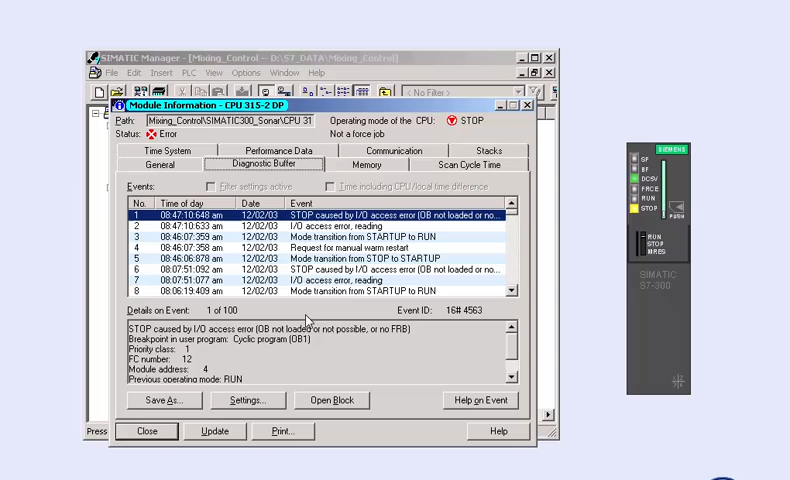 SIMATIC Manager - [Mixing_Control -- D:\S7_DATA\Mixing_Control]
File Edit Insert PLC View Options Window Help
< No Filter >
Module Information - CPU 315-2 DP
Path: Mixing_Control\SIMATIC300_Sonar\CPU 31 Operating mode of the CPU: STOP
Status: Error Not a force job
Time System Performance Data Communication Stacks
General Diagnostic Buffer Memory Scan Cycle Time
Events: Filter settings active Time including CPU/local time difference
No. Time of day Date Event
1 08:47:10:648 am 12/02/03 STOP caused by I/O access error (OB not loaded or no...
2 08:47:10:633 am 12/02/03 I/O access error, reading
3 08:46:07:359 am 12/02/03 Mode transition from STARTUP to RUN
4 08:46:07:358 am 12/02/03 Request for manual warm restart
5 08:46:06:878 am 12/02/03 Mode transition from STOP to STARTUP
6 08:07:51:092 am 12/02/03 STOP caused by I/O access error (OB not loaded or no...
7 08:07:51:077 am 12/02/03 I/O access error, reading
8 08:06:19:409 am 12/02/03 Mode transition from STARTUP to RUN
Details on Event: 1 of 100 Event ID: 16# 4563
STOP caused by I/O access error (OB not loaded or not possible, or no FRB)
Breakpoint in user program: Cyclic program (OB1)
Priority class: 1
FC number: 12
Module address: 4
Previous operating mode: RUN
Save As... Settings... Open Block Help on Event
Close Update Print... Help
Press
SIEMENS
SF
BF
DC5V
FRCE
RUN
STOP
PUSH
RUN
STOP
MRES
SIMATIC
S7-300